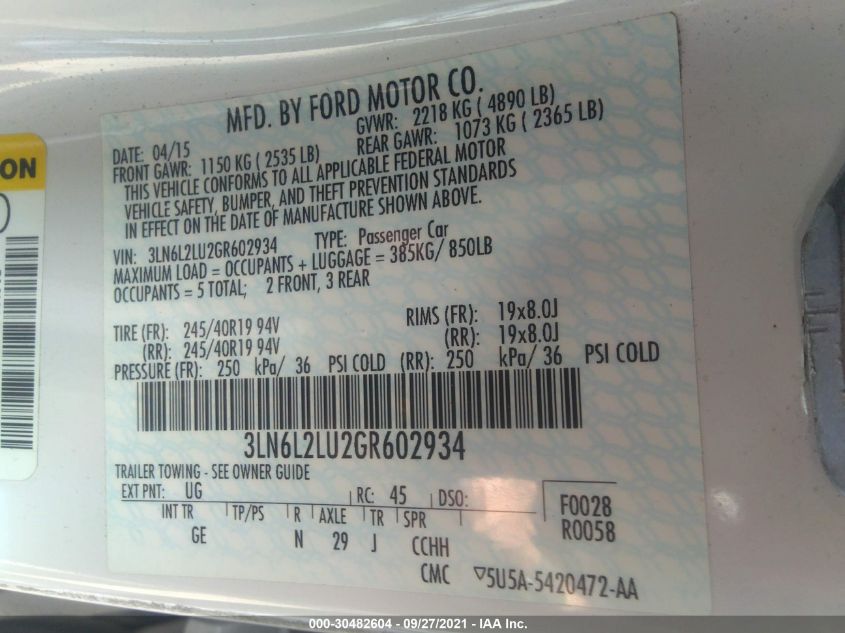 MFD. BY FORD MOTOR CO.
DATE: 04/15 GVWR: 2218 KG ( 4890 LB)
FRONT GAWR: 1150 KG ( 2535 LB) REAR GAWR: 1073 KG ( 2365 LB)
THIS VEHICLE CONFORMS TO ALL APPLICABLE FEDERAL MOTOR
VEHICLE SAFETY, BUMPER, AND THEFT PREVENTION STANDARDS
IN EFFECT ON THE DATE OF MANUFACTURE SHOWN ABOVE.
VIN: 3LN6L2LU2GR602934 TYPE: Passenger Car
MAXIMUM LOAD = OCCUPANTS + LUGGAGE = 385KG/ 850LB
OCCUPANTS = 5 TOTAL; 2 FRONT, 3 REAR
TIRE (FR): 245/40R19 94V RIMS (FR): 19x8.0J
(RR): 245/40R19 94V (RR): 19x8.0J
PRESSURE (FR): 250 kPa/ 36 PSI COLD (RR): 250 kPa/ 36 PSI COLD
3LN6L2LU2GR602934
TRAILER TOWING - SEE OWNER GUIDE
EXT PNT: UG RC: 45 DSO: F0028
INT TR TP/PS R AXLE TR SPR R0058
GE N 29 J CCHH
CMC 5U5A-5420472-AA
ON
000-30482604 - 09/27/2021 - IAA Inc.